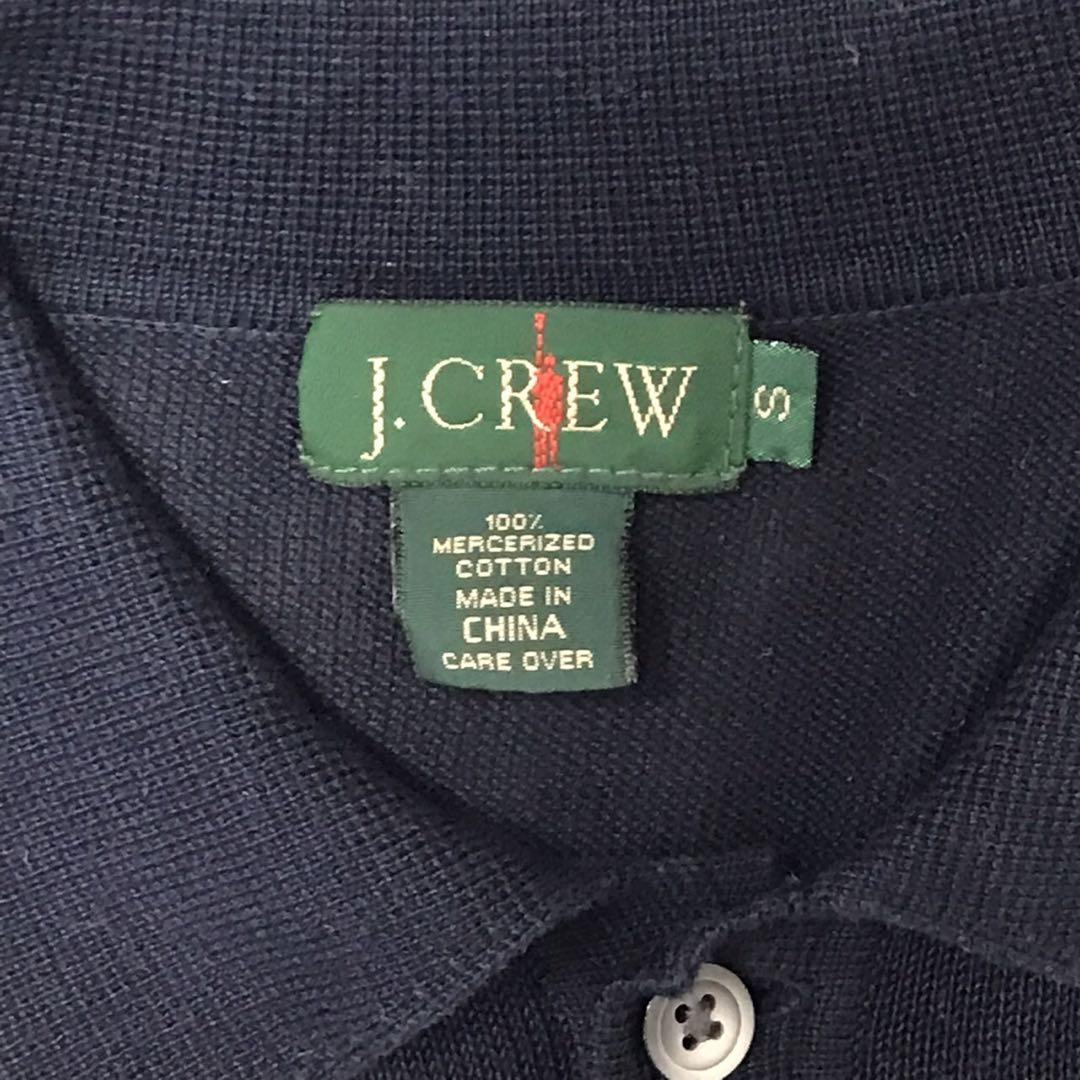 J.CREW
S
100%
MERCERIZED
COTTON
MADE IN
CHINA
CARE OVER